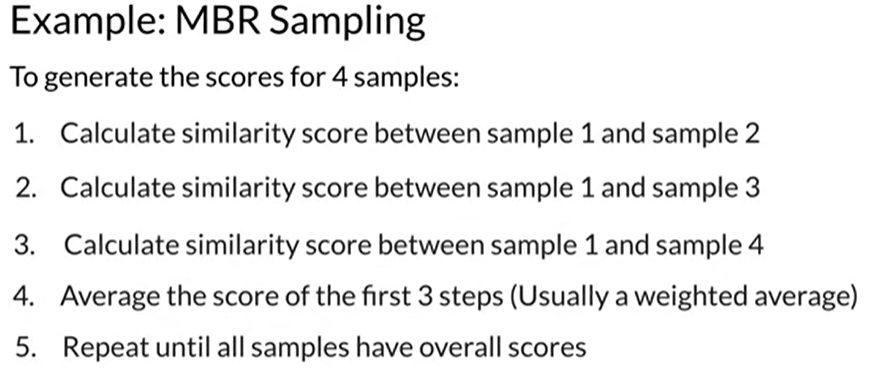 Example: MBR Sampling
To generate the scores for 4 samples:
1. Calculate similarity score between sample 1 and sample 2
2. Calculate similarity score between sample 1 and sample 3
3. Calculate similarity score between sample 1 and sample 4
4. Average the score of the first 3 steps (Usually a weighted average)
5. Repeat until all samples have overall scores